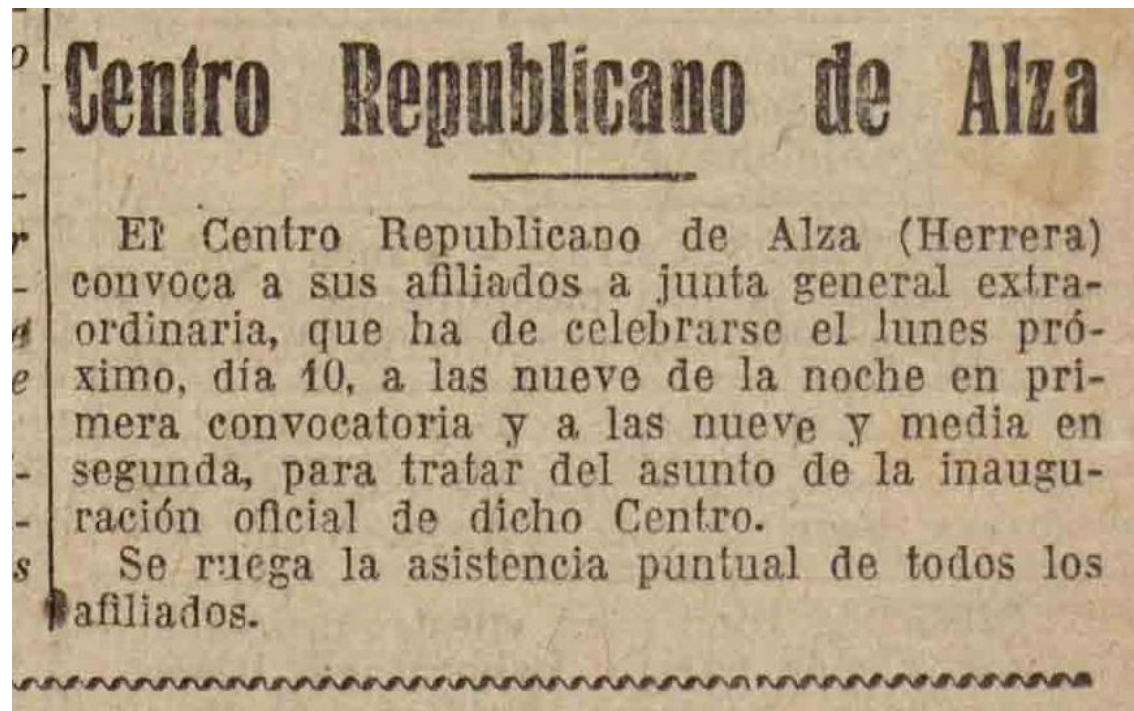 Centro Republicano de Alza
El Centro Republicano de Alza (Herrera)
convoca a sus afiliados a junta general extra-
ordinaria, que ha de celebrarse el lunes pró-
ximo, día 10, a las nueve de la noche en pri-
mera convocatoria y a las nueve y media en
segunda, para tratar del asunto de la inaugu-
ración oficial de dicho Centro.
Se ruega la asistencia puntual de todos los
afiliados.